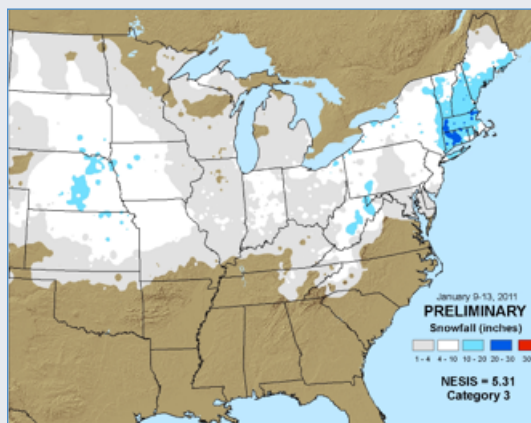 January 9-13, 2011
PRELIMINARY
Snowfall (inches)
1 - 4 4 - 10 10 - 20 20 - 30 30
NESIS = 5.31
Category 3